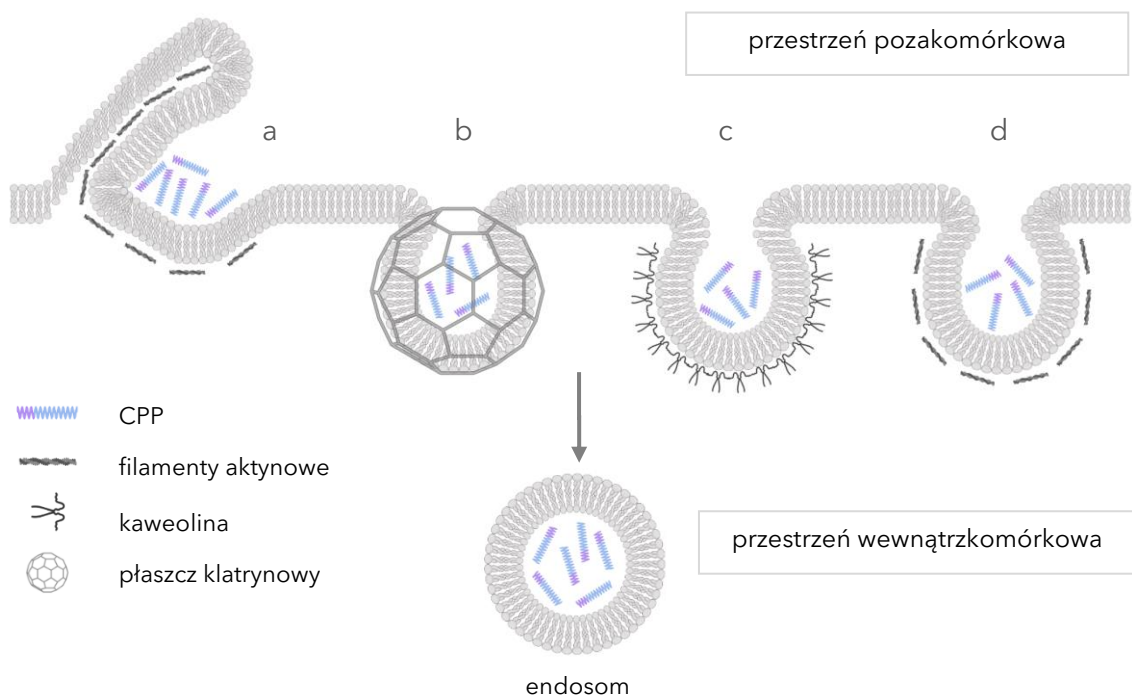 przestrzeń pozakomórkowa
a
b
c
d
CPP
filamenty aktynowe
kaweolina
płaszcz klatrynowy
przestrzeń wewnątrzkomórkowa
endosom